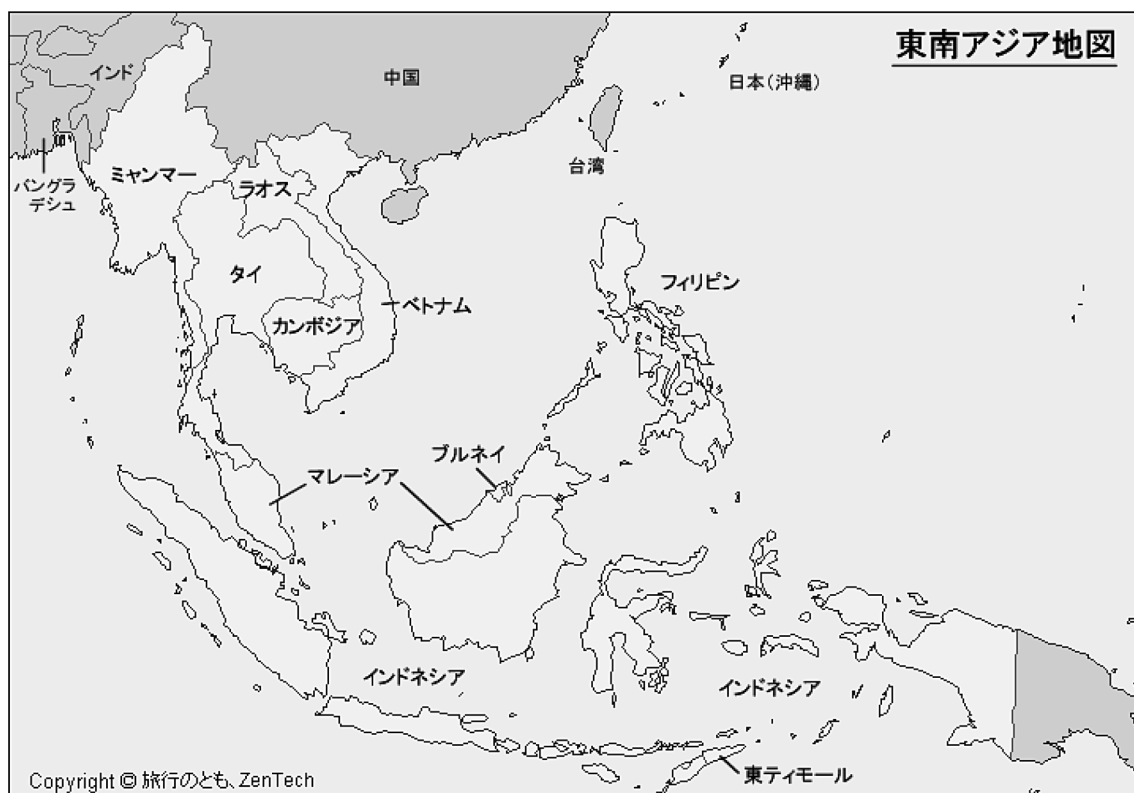 東南アジア地図
インド
中国
日本(沖縄)
台湾
バングラ
デシュ
ミャンマー
ラオス
タイ
フィリピン
ベトナム
カンボジア
ブルネイ
マレーシア
インドネシア
インドネシア
東ティモール
Copyright © 旅行のとも、ZenTech